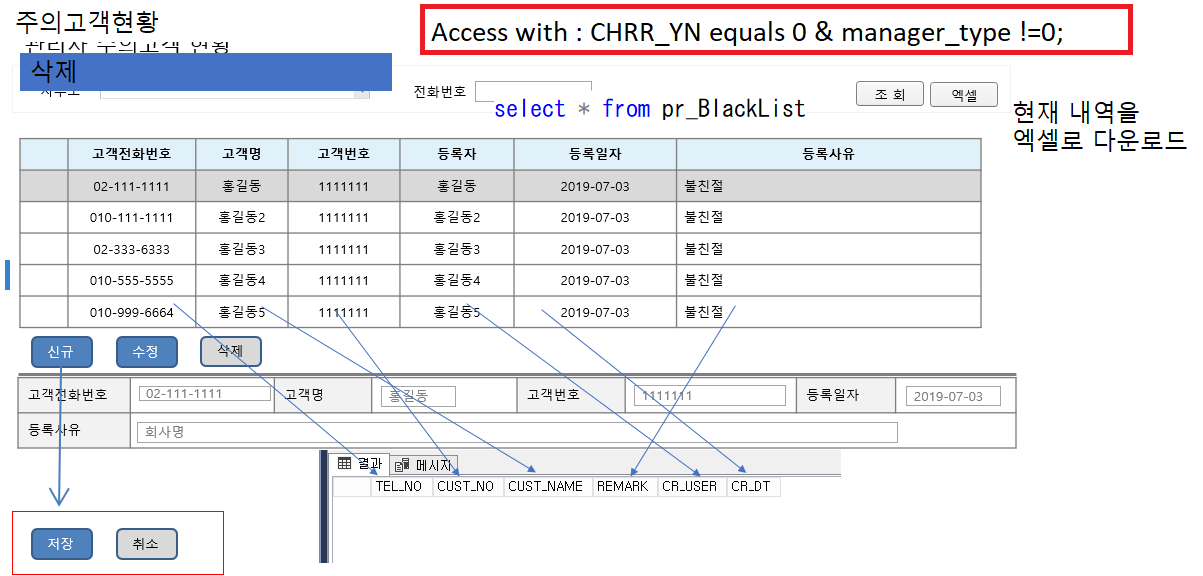 주의고객현황
Access with : CHRR_YN equals 0 & manager_type !=0;
관리자 주의고객 현황
삭제
전화번호
조 회
엑셀
select * from pr_BlackList
현재 내역을
엑셀로 다운로드
고객전화번호 고객명 고객번호 등록자 등록일자 등록사유
02-111-1111 홍길동 1111111 홍길동 2019-07-03 불친절
010-111-1111 홍길동2 1111111 홍길동2 2019-07-03 불친절
02-333-6333 홍길동3 1111111 홍길동3 2019-07-03 불친절
010-555-5555 홍길동4 1111111 홍길동4 2019-07-03 불친절
010-999-6664 홍길동5 1111111 홍길동5 2019-07-03 불친절
신규 수정 삭제
고객전화번호 02-111-1111 고객명 홍길동 고객번호 1111111 등록일자 2019-07-03
등록사유 회사명
결과 메시지
TEL_NO CUST_NO CUST_NAME REMARK CR_USER CR_DT
저장 취소